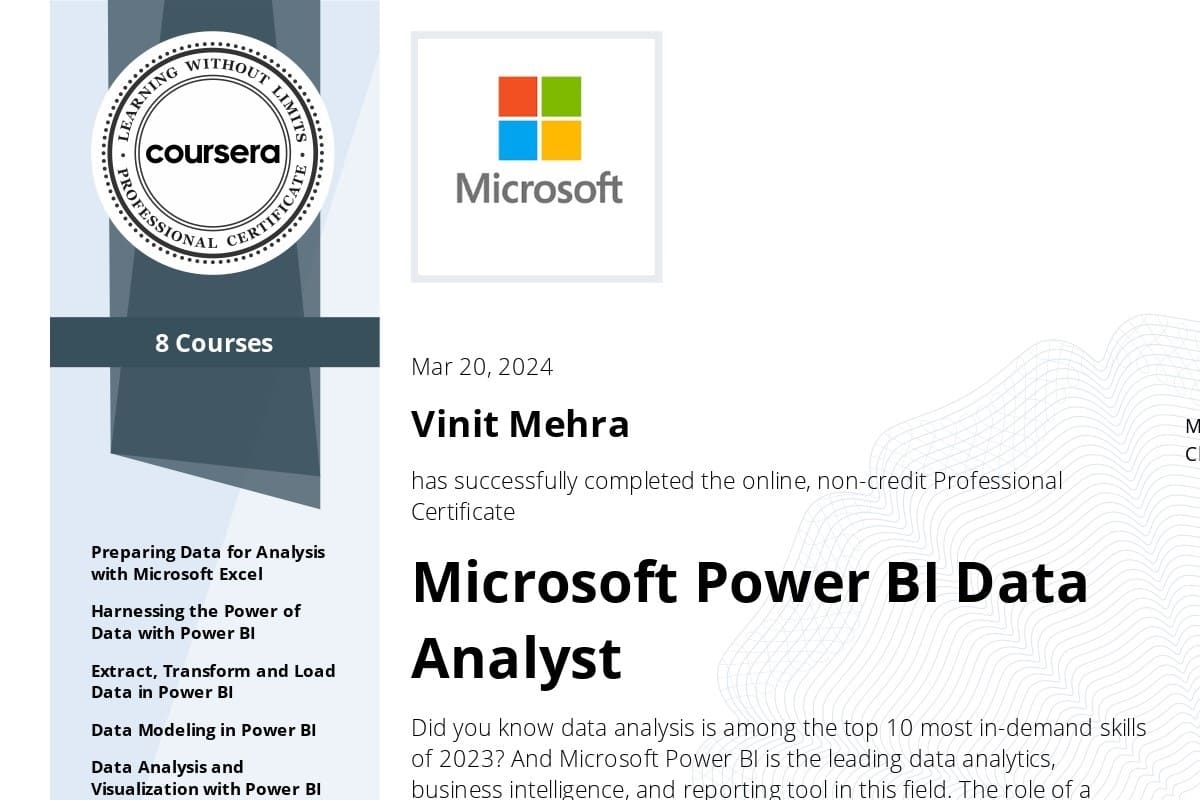 LEARNING WITHOUT LIMITS
coursera
PROFESSIONAL CERTIFICATE
8 Courses
Preparing Data for Analysis
with Microsoft Excel
Harnessing the Power of
Data with Power BI
Extract, Transform and Load
Data in Power BI
Data Modeling in Power BI
Data Analysis and
Visualization with Power BI
Microsoft
Mar 20, 2024
Vinit Mehra
has successfully completed the online, non-credit Professional
Certificate
Microsoft Power BI Data
Analyst
Did you know data analysis is among the top 10 most in-demand skills
of 2023? And Microsoft Power BI is the leading data analytics,
business intelligence, and reporting tool in this field. The role of a